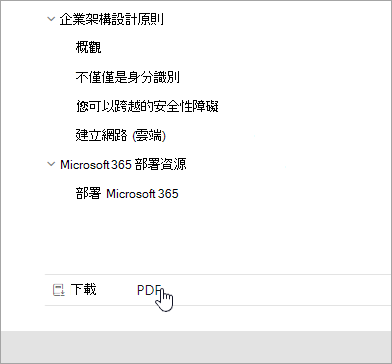 企業架構設計原則
概觀
不僅僅是身分識別
您可以跨越的安全性障礙
建立網路 (雲端)
Microsoft 365 部署資源
部署 Microsoft 365
下載 PDF